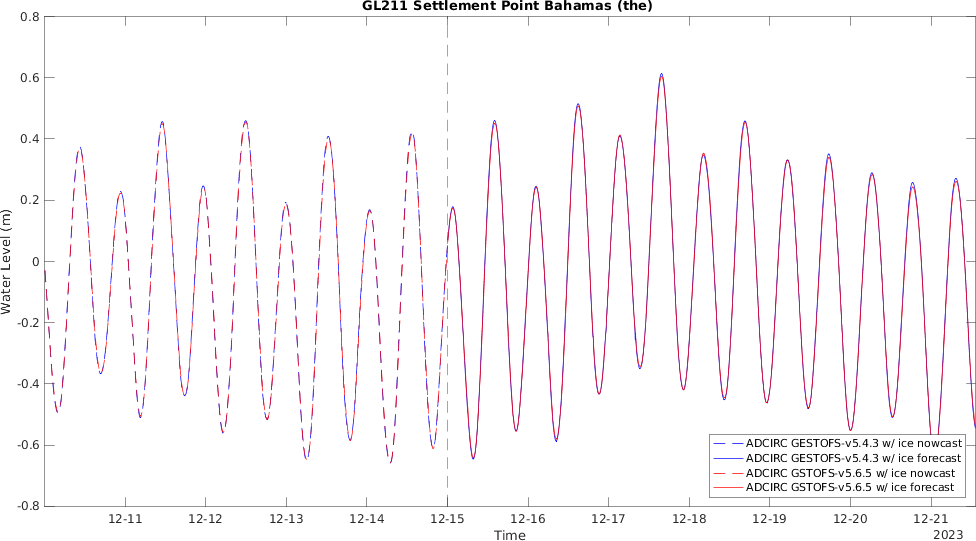 GL211 Settlement Point Bahamas (the)
0.8
0.6
0.4
0.2
0
-0.2
-0.4
-0.6
-0.8
Water Level (m)
ADCIRC GESTOFS-v5.4.3 w/ ice nowcast
ADCIRC GESTOFS-v5.4.3 w/ ice forecast
ADCIRC GSTOFS-v5.6.5 w/ ice nowcast
ADCIRC GSTOFS-v5.6.5 w/ ice forecast
12-11 12-12 12-13 12-14 12-15 12-16 12-17 12-18 12-19 12-20 12-21
Time
2023